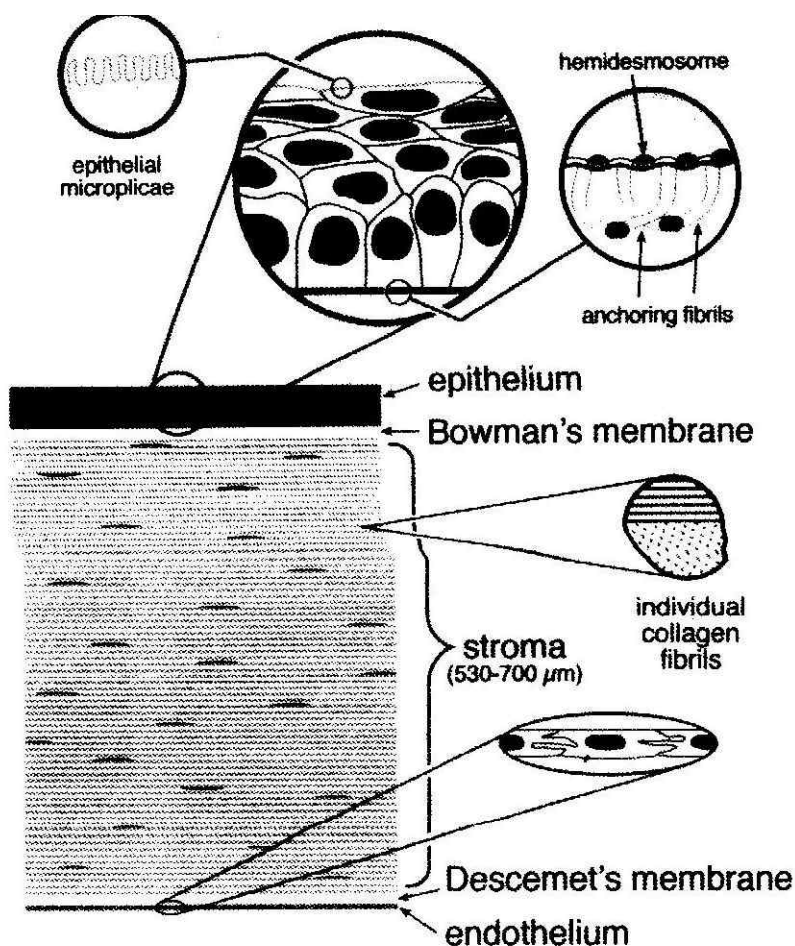 hemidesmosome
epithelial
microplicae
anchoring fibrils
epithelium
Bowman's membrane
individual
collagen
fibrils
stroma
(530-700 µm)
Descemet's membrane
endothelium